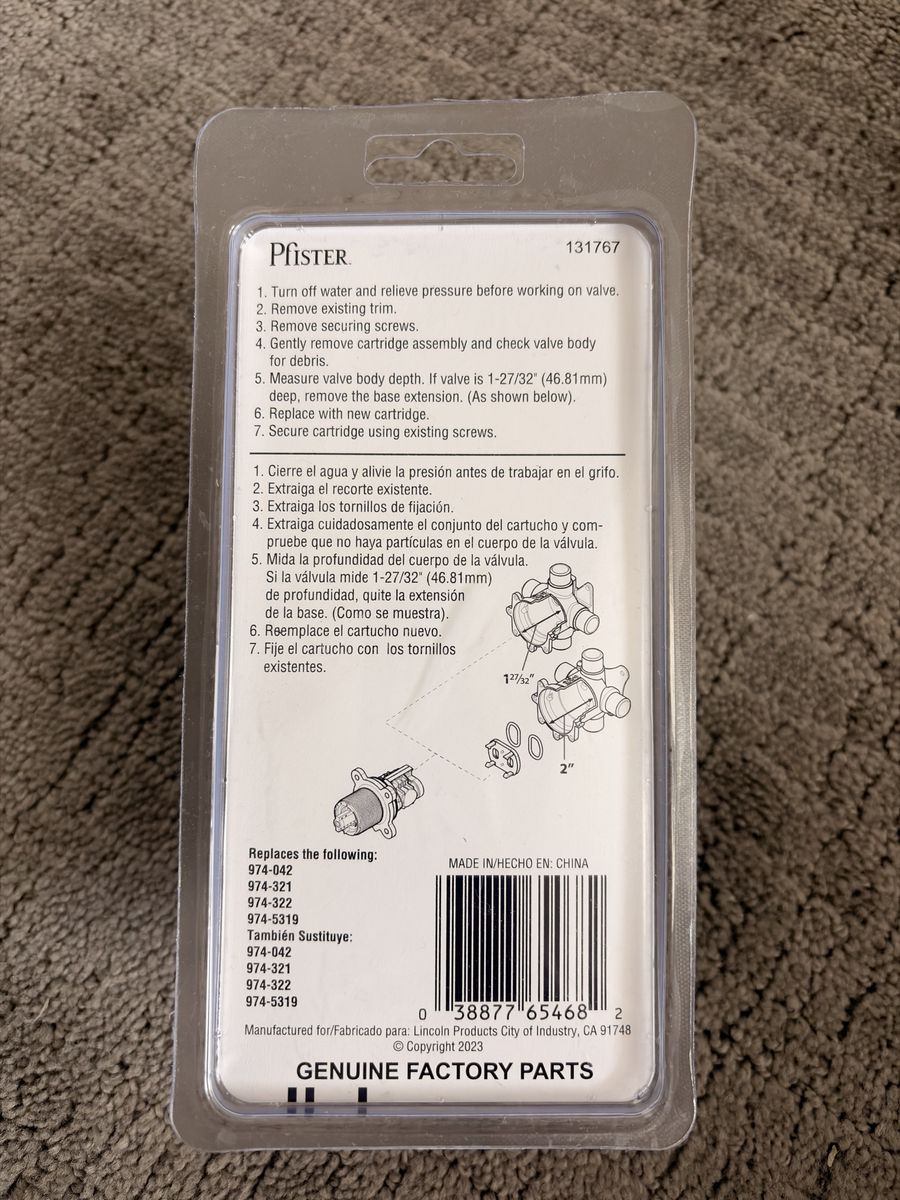 Pfister™
131767
1. Turn off water and relieve pressure before working on valve.
2. Remove existing trim.
3. Remove securing screws.
4. Gently remove cartridge assembly and check valve body
for debris.
5. Measure valve body depth. If valve is 1-27/32" (46.81mm)
deep, remove the base extension. (As shown below).
6. Replace with new cartridge.
7. Secure cartridge using existing screws.
1. Cierre el agua y alivie la presión antes de trabajar en el grifo.
2. Extraiga el recorte existente.
3. Extraiga los tornillos de fijación.
4. Extraiga cuidadosamente el conjunto del cartucho y com-
pruebe que no haya partículas en el cuerpo de la válvula.
5. Mida la profundidad del cuerpo de la válvula.
Si la válvula mide 1-27/32" (46.81mm)
de profundidad, quite la extensión
de la base. (Como se muestra).
6. Reemplace el cartucho nuevo.
7. Fije el cartucho con los tornillos
existentes.
1 27/32"
2"
Replaces the following:
974-042
974-321
974-322
974-5319
También Sustituye:
974-042
974-321
974-322
974-5319
MADE IN/HECHO EN: CHINA
0 38877 65468 2
Manufactured for/Fabricado para: Lincoln Products City of Industry, CA 91748
© Copyright 2023
GENUINE FACTORY PARTS